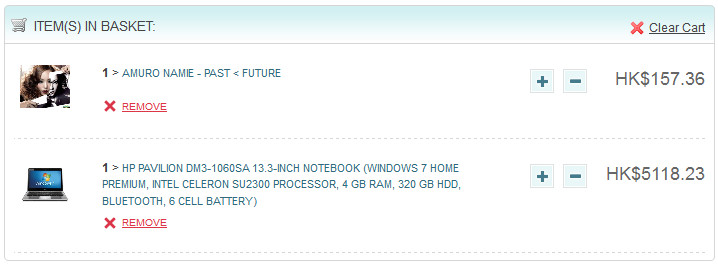 ITEM(S) IN BASKET:
Clear Cart
1 > AMURO NAMIE - PAST < FUTURE
HK$157.36
REMOVE
1 > HP PAVILION DM3-1060SA 13.3-INCH NOTEBOOK (WINDOWS 7 HOME
PREMIUM, INTEL CELERON SU2300 PROCESSOR, 4 GB RAM, 320 GB HDD,
BLUETOOTH, 6 CELL BATTERY)
HK$5118.23
REMOVE